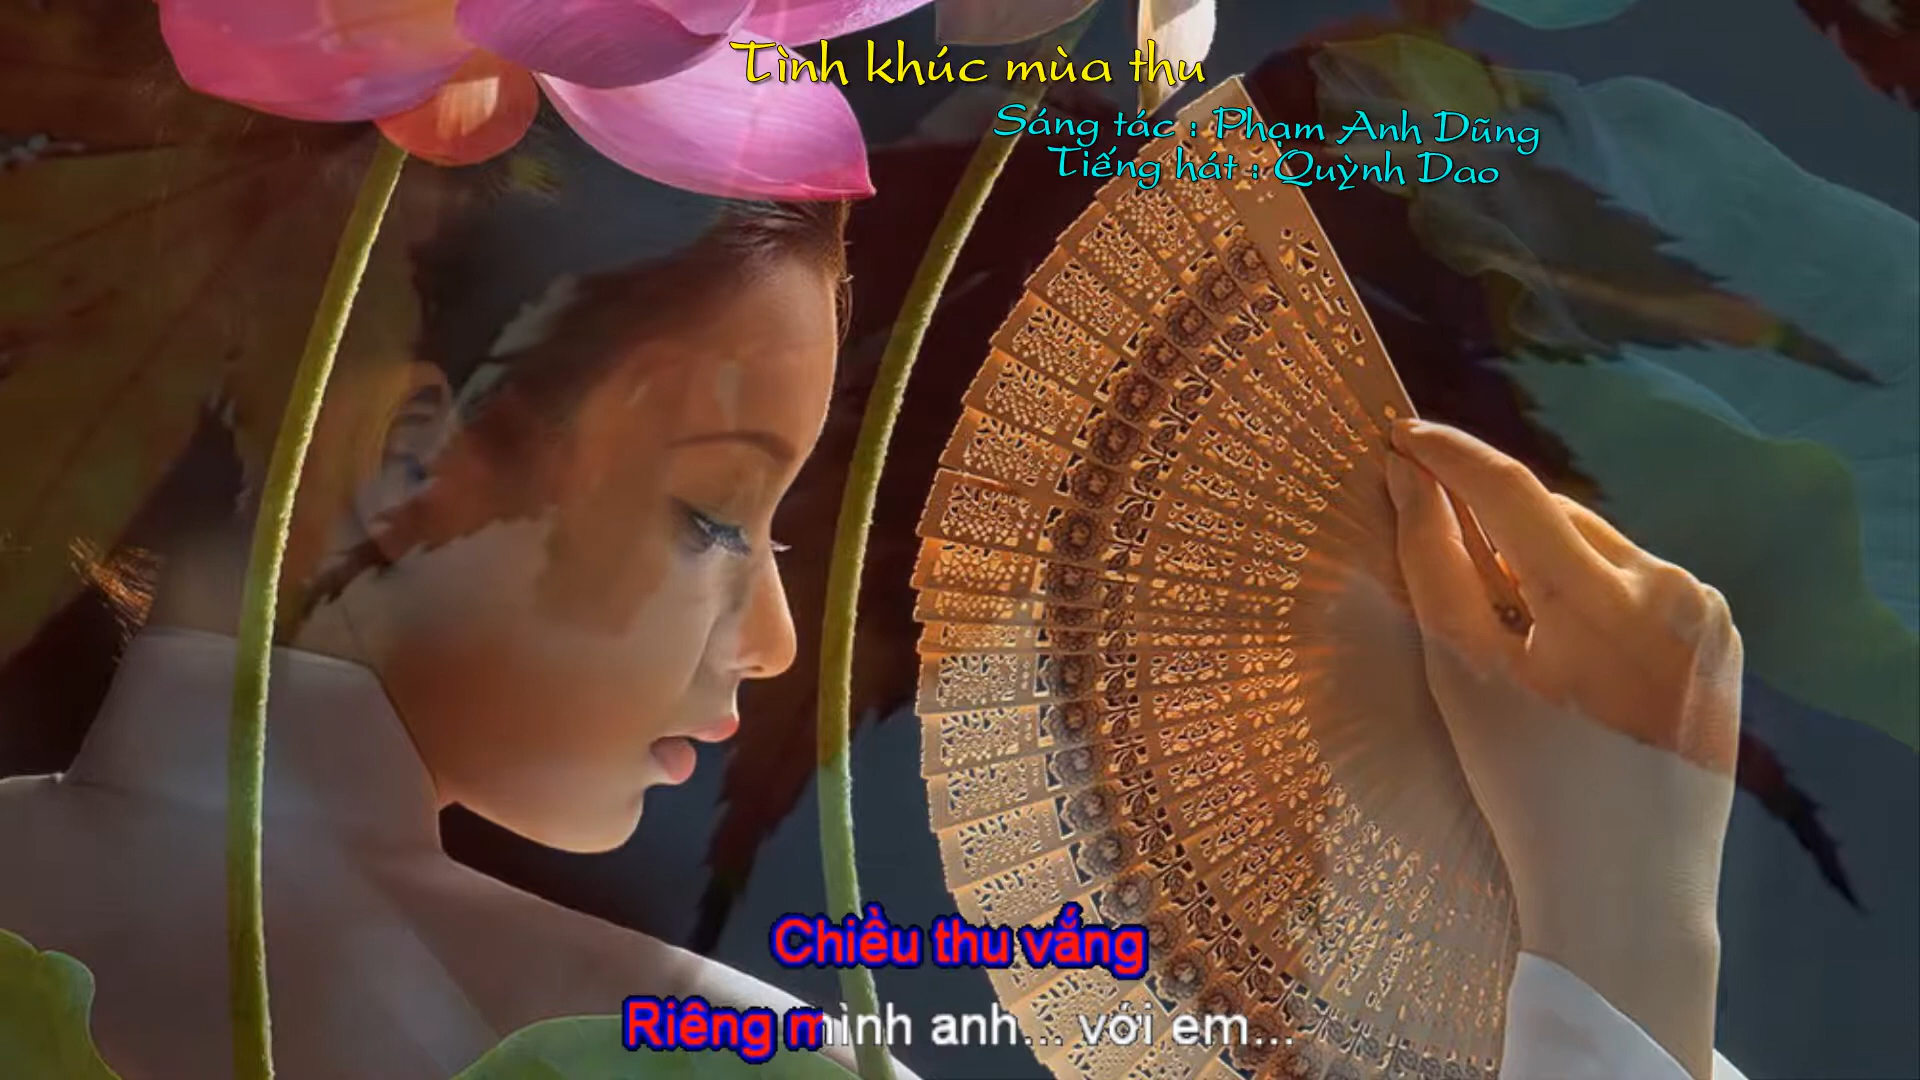 Tình khúc mùa thu
Sáng tác : Phạm Anh Dũng
Tiếng hát : Quỳnh Dao
Chiều thu vắng
Riêng mình anh... với em...